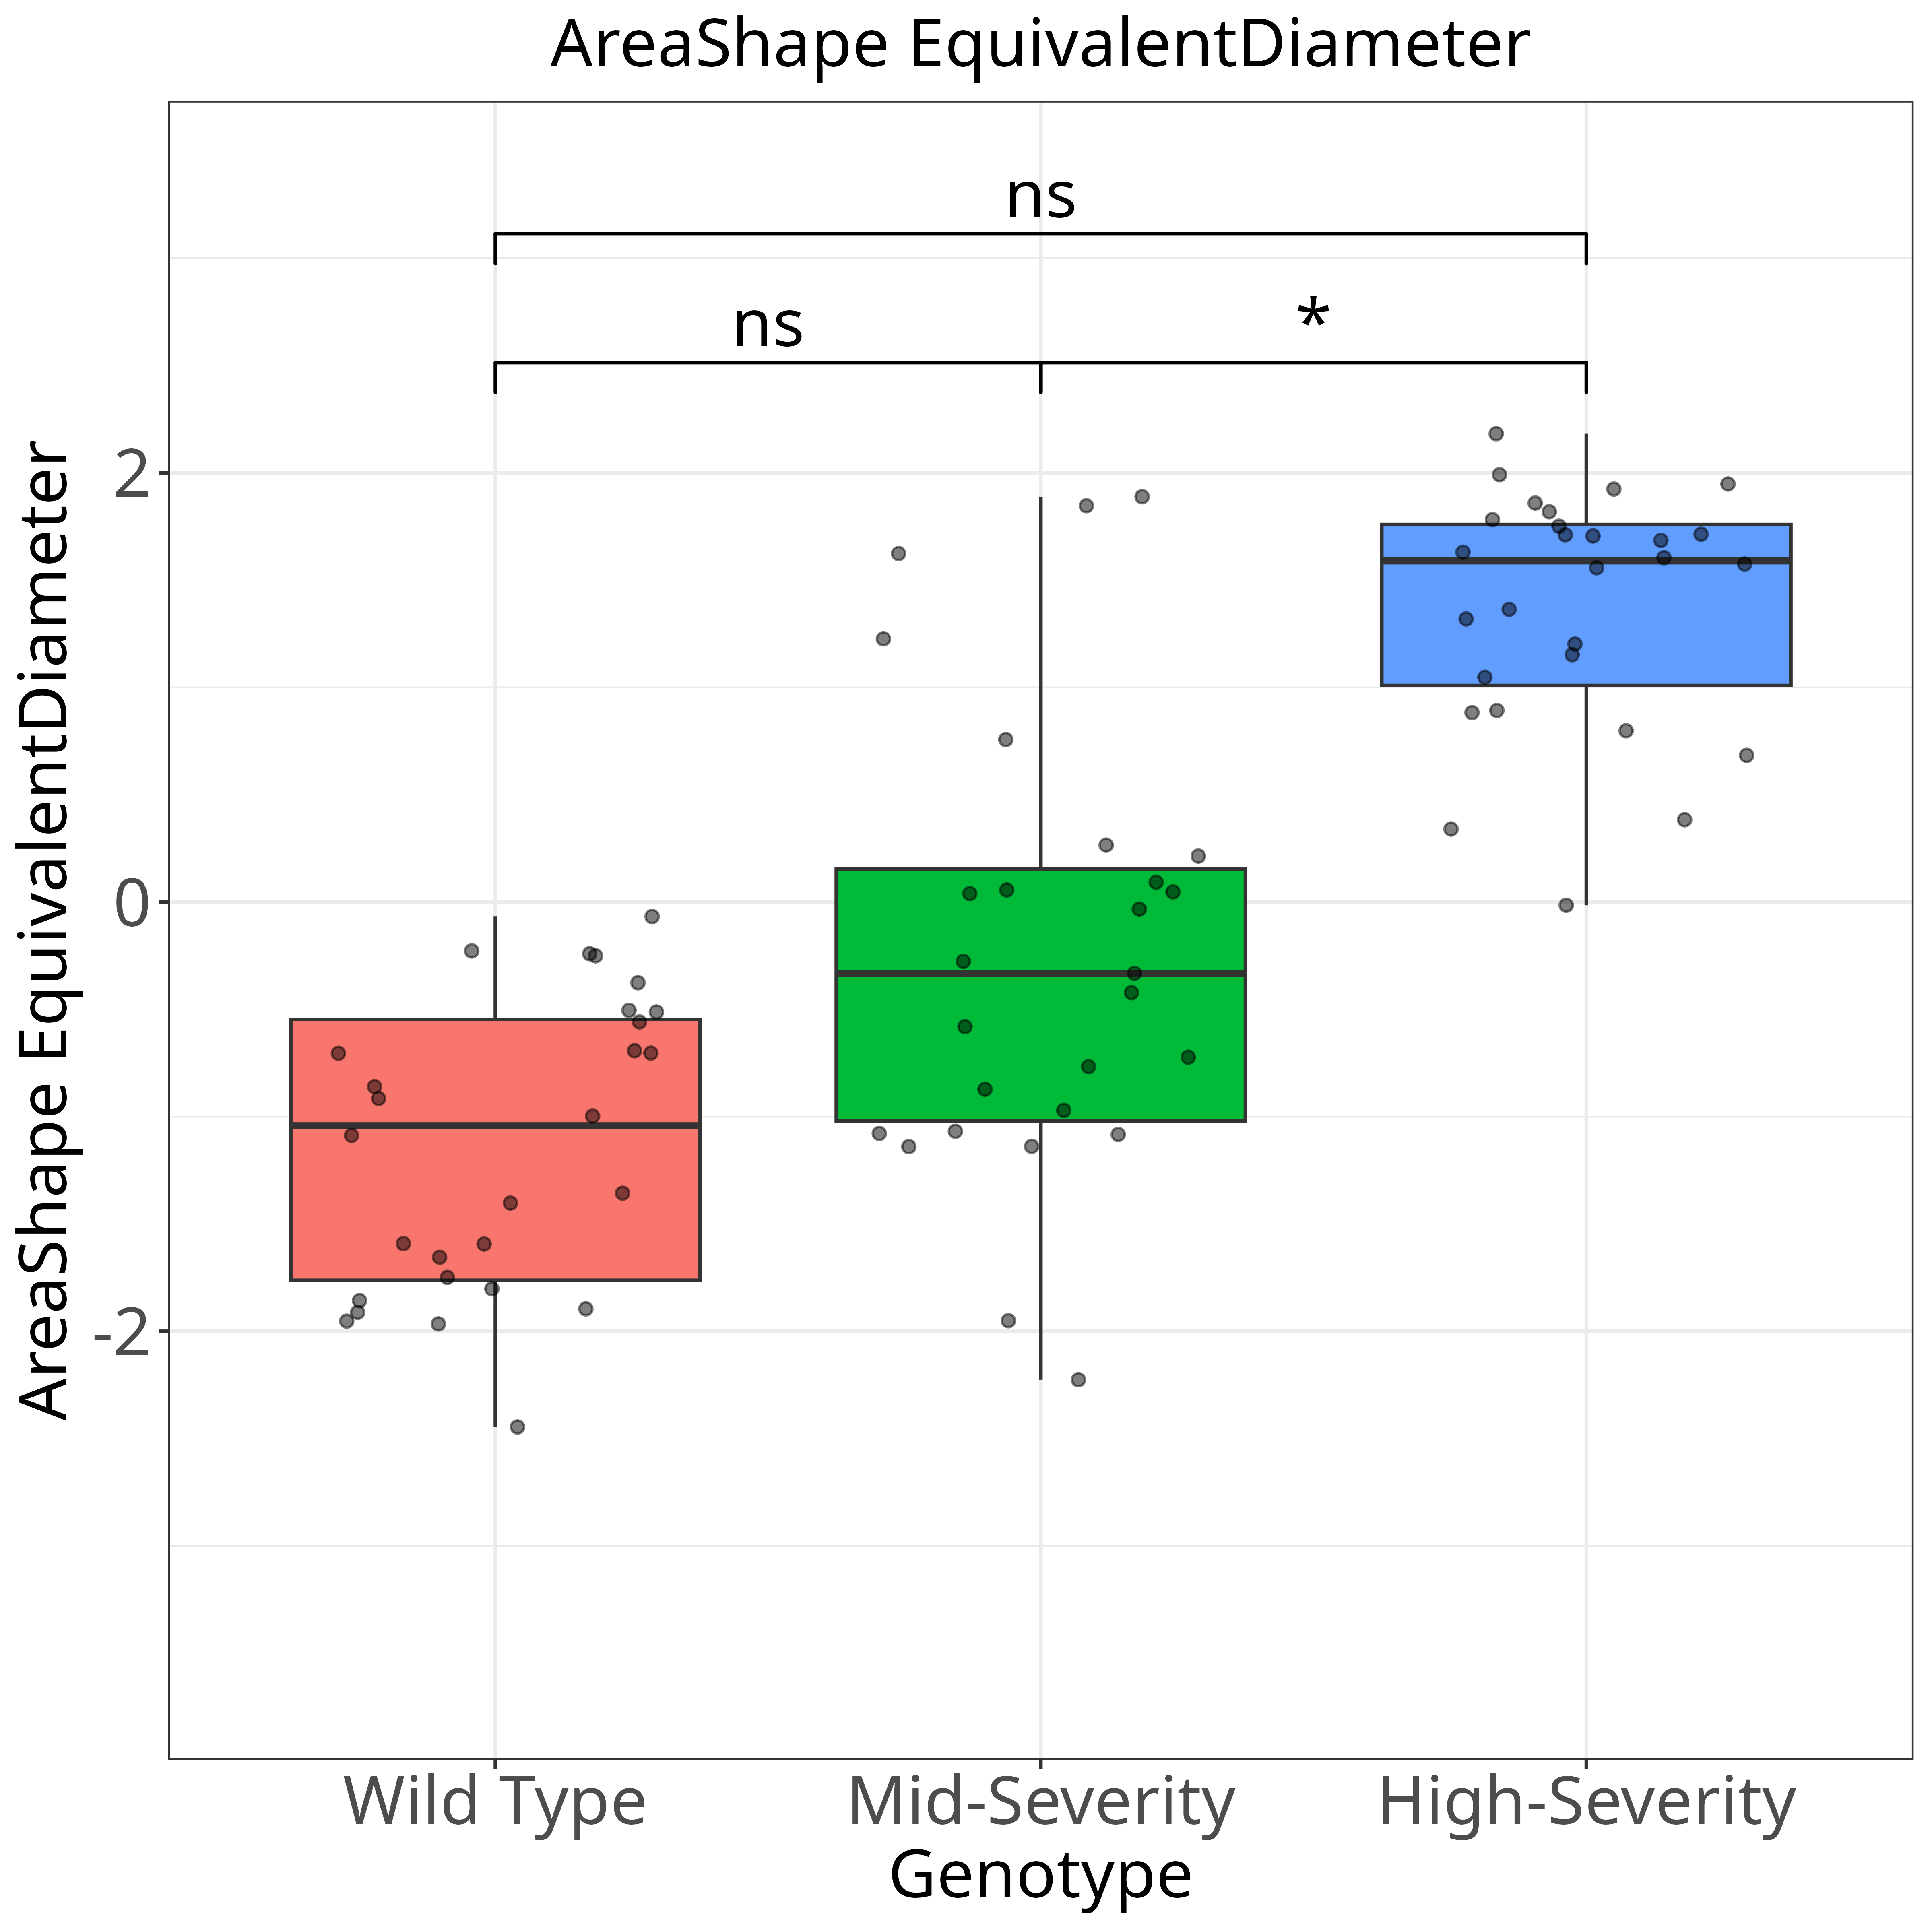 AreaShape EquivalentDiameter
ns
ns
*
AreaShape EquivalentDiameter
2
0
-2
Wild Type
Mid-Severity
High-Severity
Genotype